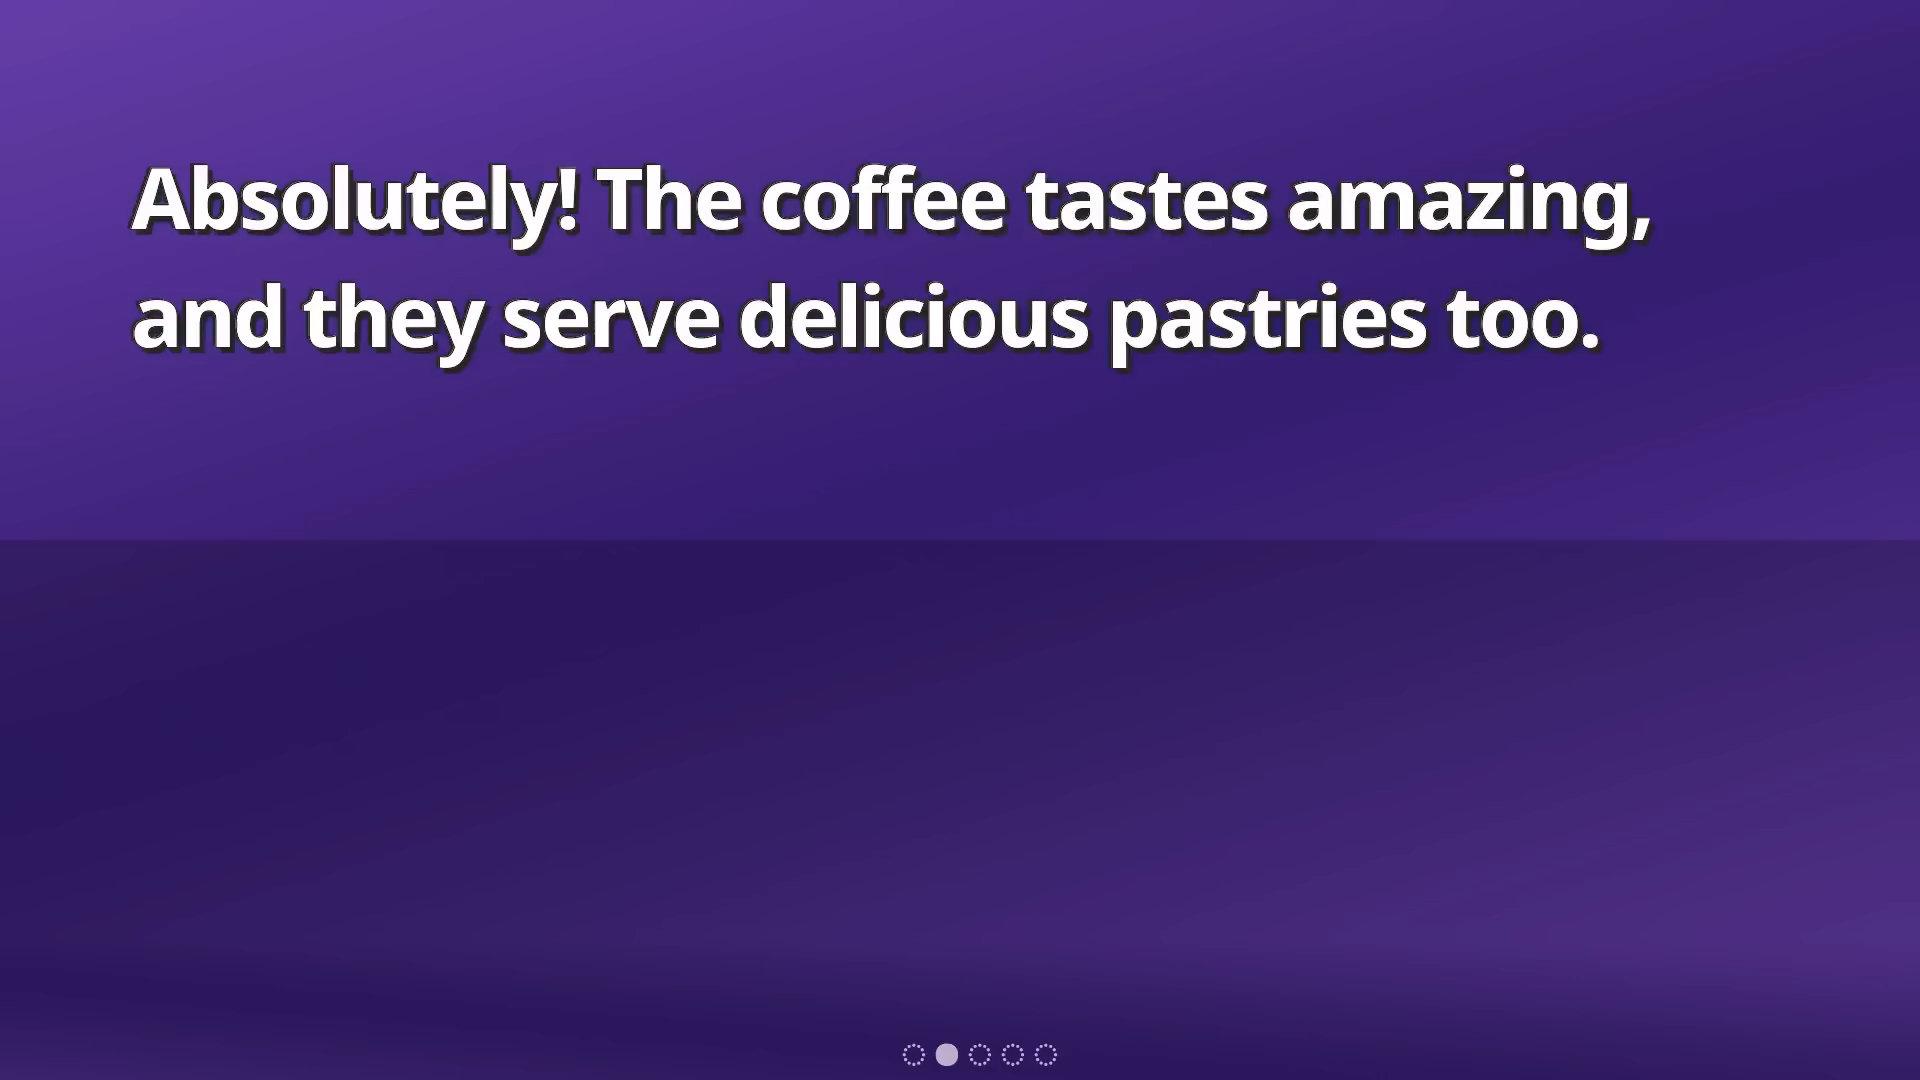 Absolutely! The coffee tastes amazing,
and they serve delicious pastries too.